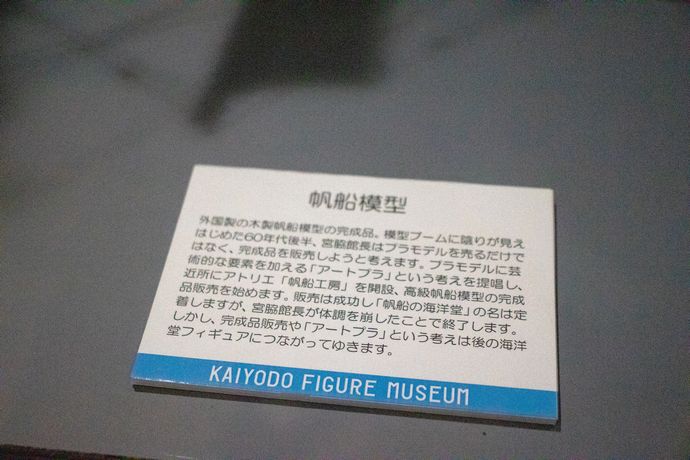 帆船模型
外国製の木製帆船模型の完成品。模型ブームに陰りが見え
はじめた60年代後半、宮脇館長はプラモデルを売るだけで
はなく、完成品を販売しようと考えます。プラモデルに芸
術的な要素を加える「アートプラ」という考えを提唱し、
近所にアトリエ「帆船工房」を開設、高級帆船模型の完成
品販売を始めます。販売は成功し「帆船の海洋堂」の名は定
着しますが、宮脇館長が体調を崩したことで終了します。
しかし、完成品販売や「アートプラ」という考えは後の海洋
堂フィギュアにつながってゆきます。
KAIYODO FIGURE MUSEUM